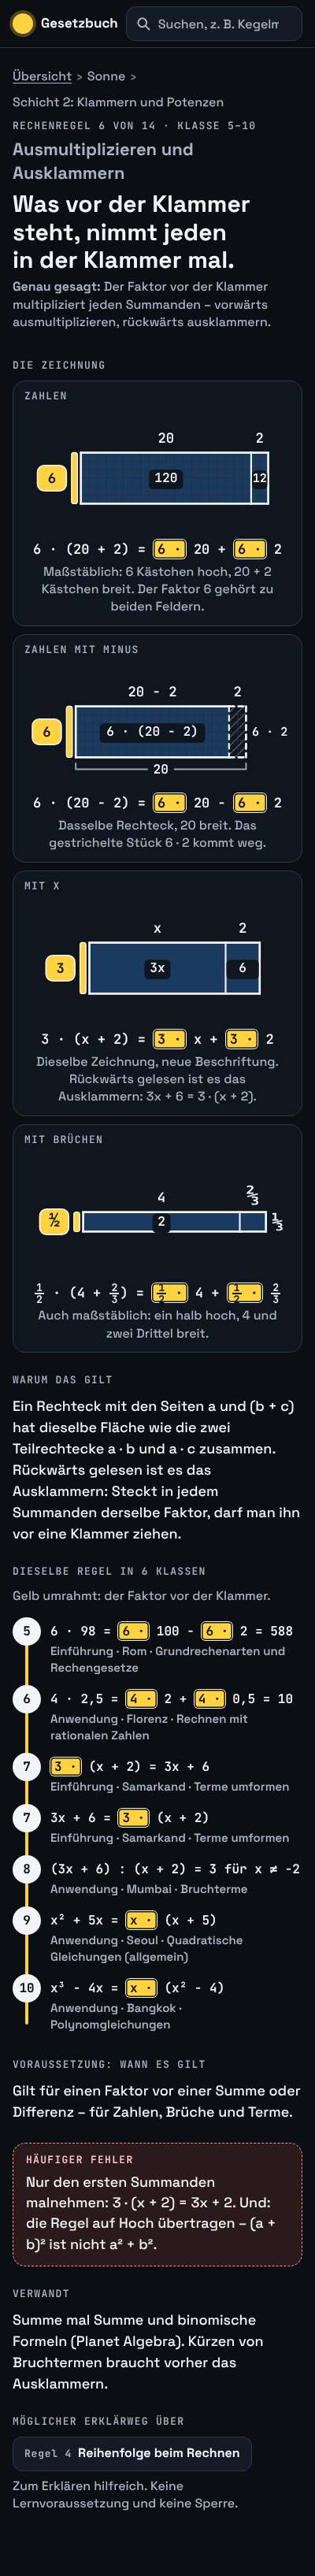 Gesetzbuch
Suchen, z. B. Kegelm
Übersicht > Sonne >
Schicht 2: Klammern und Potenzen
RECHENREGEL 6 VON 14 · KLASSE 5–10
Ausmultiplizieren und
Ausklammern
Was vor der Klammer
steht, nimmt jeden
in der Klammer mal.
Genau gesagt: Der Faktor vor der Klammer
multipliziert jeden Summanden – vorwärts
ausmultiplizieren, rückwärts ausklammern.
DIE ZEICHNUNG
ZAHLEN
20 2
6 120 12
6 · (20 + 2) = 6 · 20 + 6 · 2
Maßstäblich: 6 Kästchen hoch, 20 + 2
Kästchen breit. Der Faktor 6 gehört zu
beiden Feldern.
ZAHLEN MIT MINUS
20 - 2 2
6 6 · (20 - 2) 6 · 2
20
6 · (20 - 2) = 6 · 20 - 6 · 2
Dasselbe Rechteck, 20 breit. Das
gestrichelte Stück 6 · 2 kommt weg.
MIT X
x 2
3 3x 6
3 · (x + 2) = 3 · x + 3 · 2
Dieselbe Zeichnung, neue Beschriftung.
Rückwärts gelesen ist es das
Ausklammern: 3x + 6 = 3 · (x + 2).
MIT BRÜCHEN
4 ⅔
½ 2 ⅓
1/2 · (4 + 2/3) = 1/2 · 4 + 1/2 · 2/3
Auch maßstäblich: ein halb hoch, 4 und
zwei Drittel breit.
WARUM DAS GILT
Ein Rechteck mit den Seiten a und (b + c)
hat dieselbe Fläche wie die zwei
Teilrechtecke a · b und a · c zusammen.
Rückwärts gelesen ist es das
Ausklammern: Steckt in jedem
Summanden derselbe Faktor, darf man ihn
vor eine Klammer ziehen.
DIESELBE REGEL IN 6 KLASSEN
Gelb umrahmt: der Faktor vor der Klammer.
5 6 · 98 = 6 · 100 - 6 · 2 = 588
Einführung · Rom · Grundrechenarten und
Rechengesetze
6 4 · 2,5 = 4 · 2 + 4 · 0,5 = 10
Anwendung · Florenz · Rechnen mit
rationalen Zahlen
7 3 · (x + 2) = 3x + 6
Einführung · Samarkand · Terme umformen
7 3x + 6 = 3 · (x + 2)
Einführung · Samarkand · Terme umformen
8 (3x + 6) : (x + 2) = 3 für x ≠ -2
Anwendung · Mumbai · Bruchterme
9 x² + 5x = x · (x + 5)
Anwendung · Seoul · Quadratische
Gleichungen (allgemein)
10 x³ - 4x = x · (x² - 4)
Anwendung · Bangkok ·
Polynomgleichungen
VORAUSSETZUNG: WANN ES GILT
Gilt für einen Faktor vor einer Summe oder
Differenz – für Zahlen, Brüche und Terme.
HÄUFIGER FEHLER
Nur den ersten Summanden
malnehmen: 3 · (x + 2) = 3x + 2. Und:
die Regel auf Hoch übertragen – (a +
b)² ist nicht a² + b².
VERWANDT
Summe mal Summe und binomische
Formeln (Planet Algebra). Kürzen von
Bruchtermen braucht vorher das
Ausklammern.
MÖGLICHER ERKLÄRWEG ÜBER
Regel 4 Reihenfolge beim Rechnen
Zum Erklären hilfreich. Keine
Lernvoraussetzung und keine Sperre.